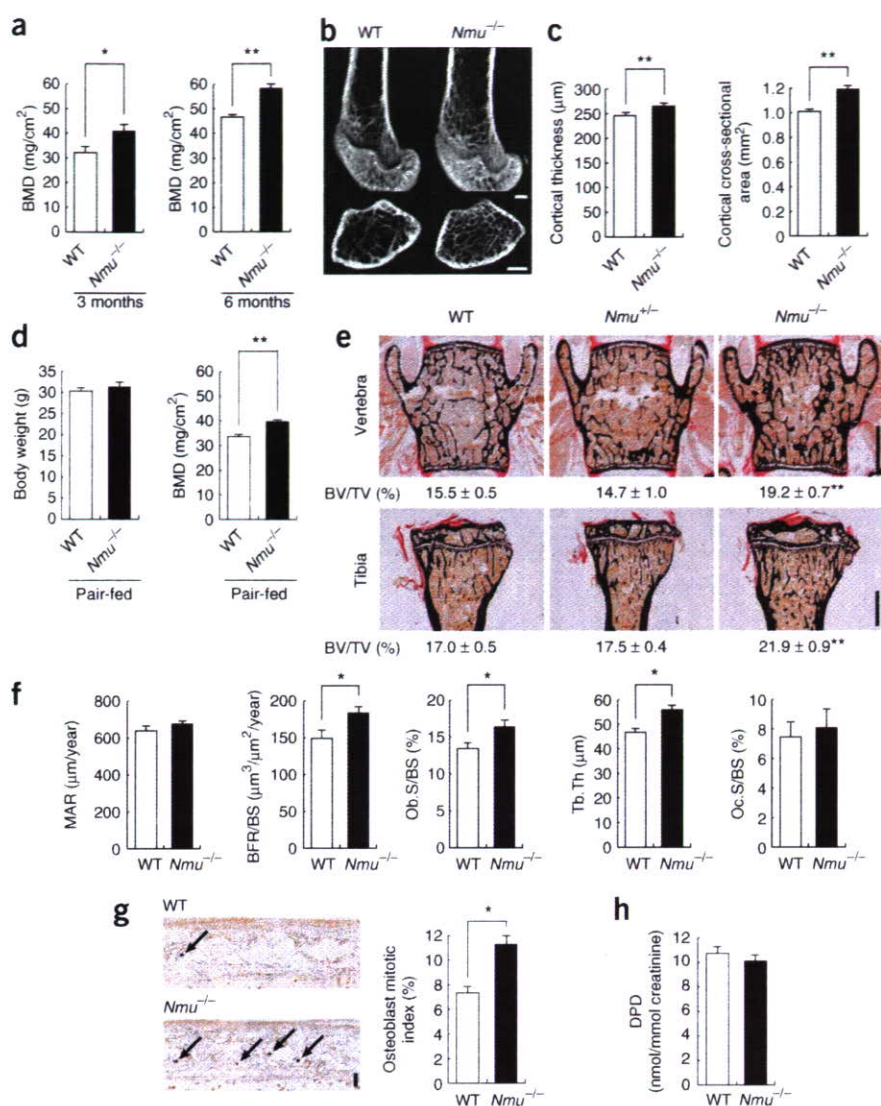 a
*
BMD (mg/cm²)
60
50
40
30
20
10
0
WT
Nmu⁻/⁻
3 months
**
BMD (mg/cm²)
60
50
40
30
20
10
0
WT
Nmu⁻/⁻
6 months
b
WT
Nmu⁻/⁻
c
**
Cortical thickness (μm)
300
250
200
150
100
50
0
WT
Nmu⁻/⁻
**
Cortical cross-sectional
area (mm²)
1.2
1.0
0.8
0.6
0.4
0.2
0
WT
Nmu⁻/⁻
d
Body weight (g)
35
30
25
20
15
10
5
0
WT
Nmu⁻/⁻
Pair-fed
**
BMD (mg/cm²)
60
40
20
0
WT
Nmu⁻/⁻
Pair-fed
e
WT
Nmu⁺/⁻
Nmu⁻/⁻
Vertebra
BV/TV (%)
15.5 ± 0.5
14.7 ± 1.0
19.2 ± 0.7**
Tibia
BV/TV (%)
17.0 ± 0.5
17.5 ± 0.4
21.9 ± 0.9**
f
MAR (μm/year)
800
600
400
200
0
WT
Nmu⁻/⁻
*
BFR/BS (μm³/μm²/year)
200
150
100
50
0
WT
Nmu⁻/⁻
*
Ob.S/BS (%)
20
15
10
5
0
WT
Nmu⁻/⁻
*
Tb.Th (μm)
60
50
40
30
20
10
0
WT
Nmu⁻/⁻
Oc.S/BS (%)
10
8
6
4
2
0
WT
Nmu⁻/⁻
g
WT
Nmu⁻/⁻
*
Osteoblast mitotic
index (%)
12
10
8
6
4
2
0
WT
Nmu⁻/⁻
h
DPD
(nmol/mmol creatinine)
12
10
8
6
4
2
0
WT
Nmu⁻/⁻